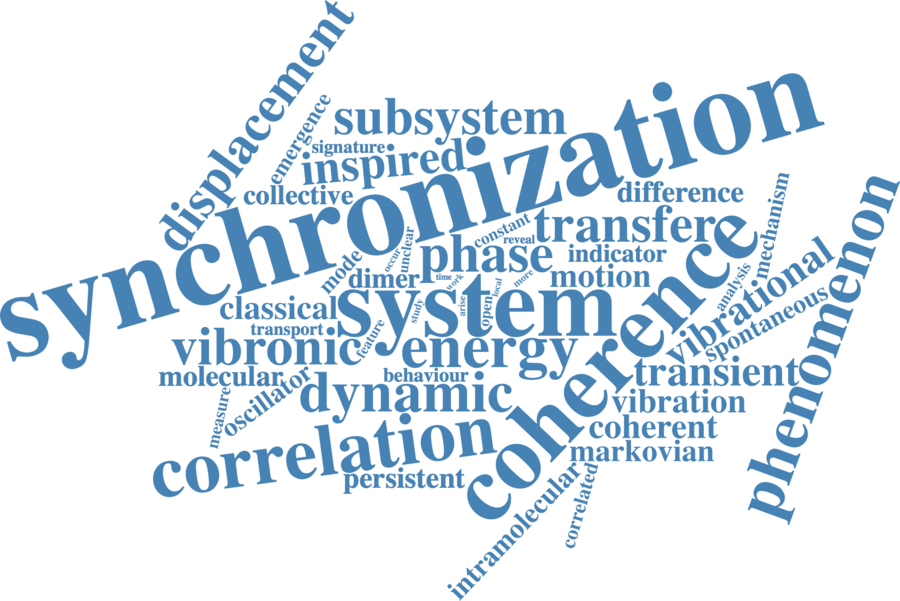 displacement
emergence
subsystem
signature
inspired
collective
synchronization
difference
mechanism
constant
reveal
transfere
unclear
occur
phase
indicator
mode
dimer
time
work
more
motion
analysis
phenomenon
classical
system
study
arise
open
local
vibrational
spontaneous
transport
feature
vibronic
energy
coherence
molecular
behaviour
transient
measure
oscillator
dynamic
vibration
correlation
coherent
markovian
persistent
intramolecular
correlated